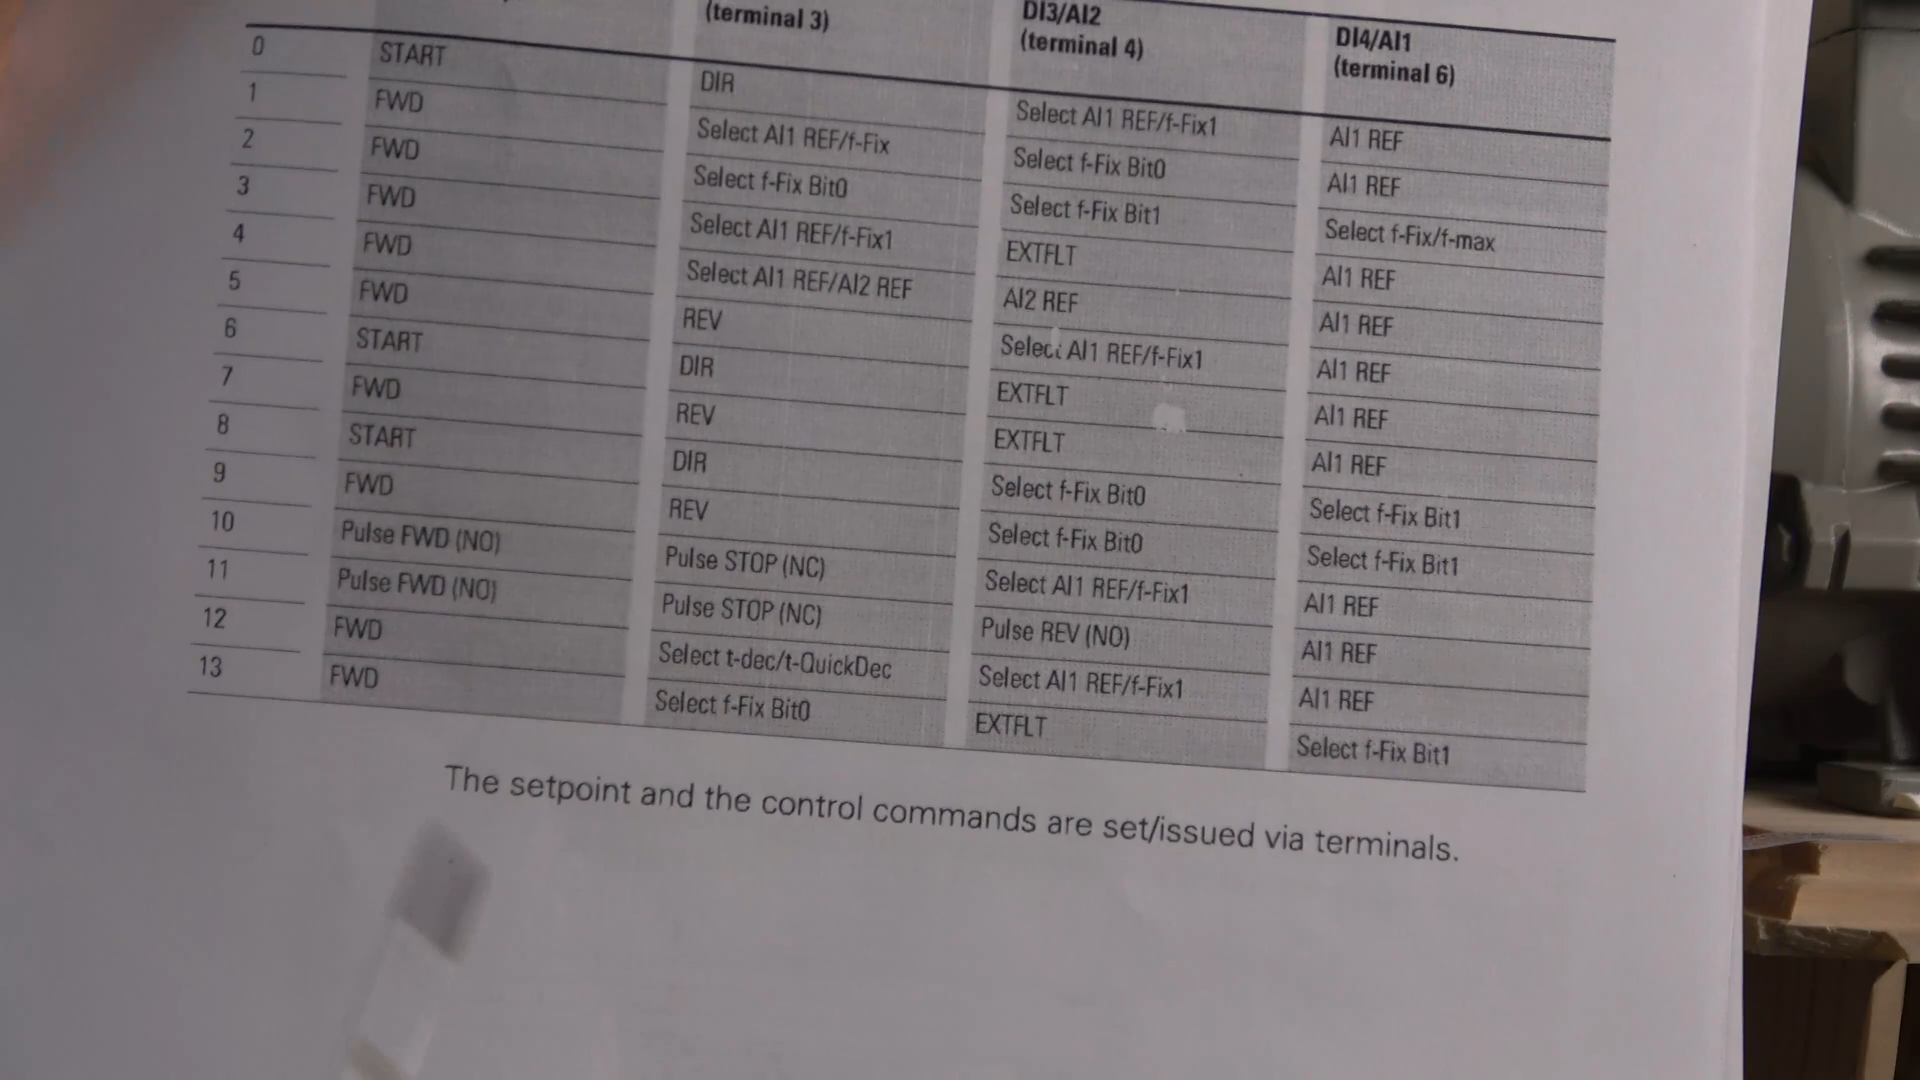 (terminal 3) DI3/AI2 (terminal 4) DI4/AI1 (terminal 6)
0 START DIR Select AI1 REF/f-Fix1 AI1 REF
1 FWD Select AI1 REF/f-Fix Select f-Fix Bit0 AI1 REF
2 FWD Select f-Fix Bit0 Select f-Fix Bit1 Select f-Fix/f-max
3 FWD Select AI1 REF/f-Fix1 EXTFLT AI1 REF
4 FWD Select AI1 REF/AI2 REF AI2 REF AI1 REF
5 FWD REV Select AI1 REF/f-Fix1 AI1 REF
6 START DIR EXTFLT AI1 REF
7 FWD REV EXTFLT AI1 REF
8 START DIR Select f-Fix Bit0 Select f-Fix Bit1
9 FWD REV Select f-Fix Bit0 Select f-Fix Bit1
10 Pulse FWD (NO) Pulse STOP (NC) Select AI1 REF/f-Fix1 AI1 REF
11 Pulse FWD (NO) Pulse STOP (NC) Pulse REV (NO) AI1 REF
12 FWD Select t-dec/t-QuickDec Select AI1 REF/f-Fix1 AI1 REF
13 FWD Select f-Fix Bit0 EXTFLT Select f-Fix Bit1
The setpoint and the control commands are set/issued via terminals.